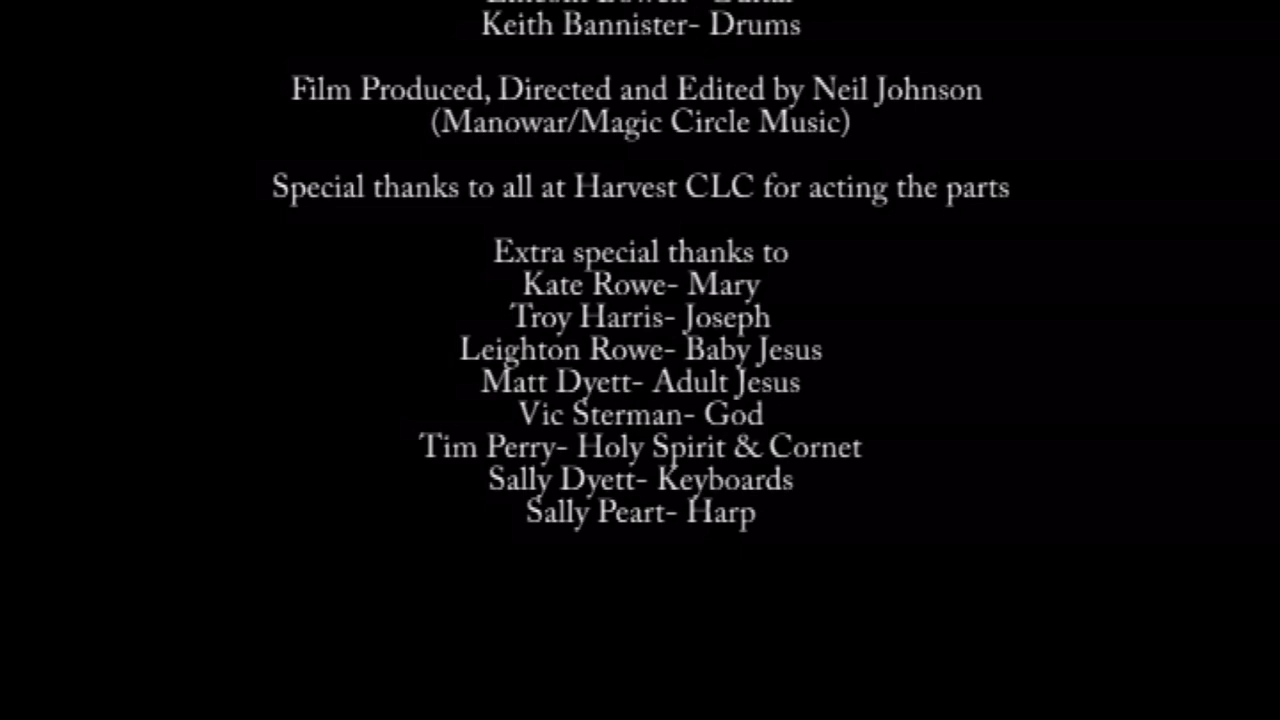 Keith Bannister- Drums
Film Produced, Directed and Edited by Neil Johnson
(Manowar/Magic Circle Music)
Special thanks to all at Harvest CLC for acting the parts
Extra special thanks to
Kate Rowe- Mary
Troy Harris- Joseph
Leighton Rowe- Baby Jesus
Matt Dyett- Adult Jesus
Vic Sterman- God
Tim Perry- Holy Spirit & Cornet
Sally Dyett- Keyboards
Sally Peart- Harp